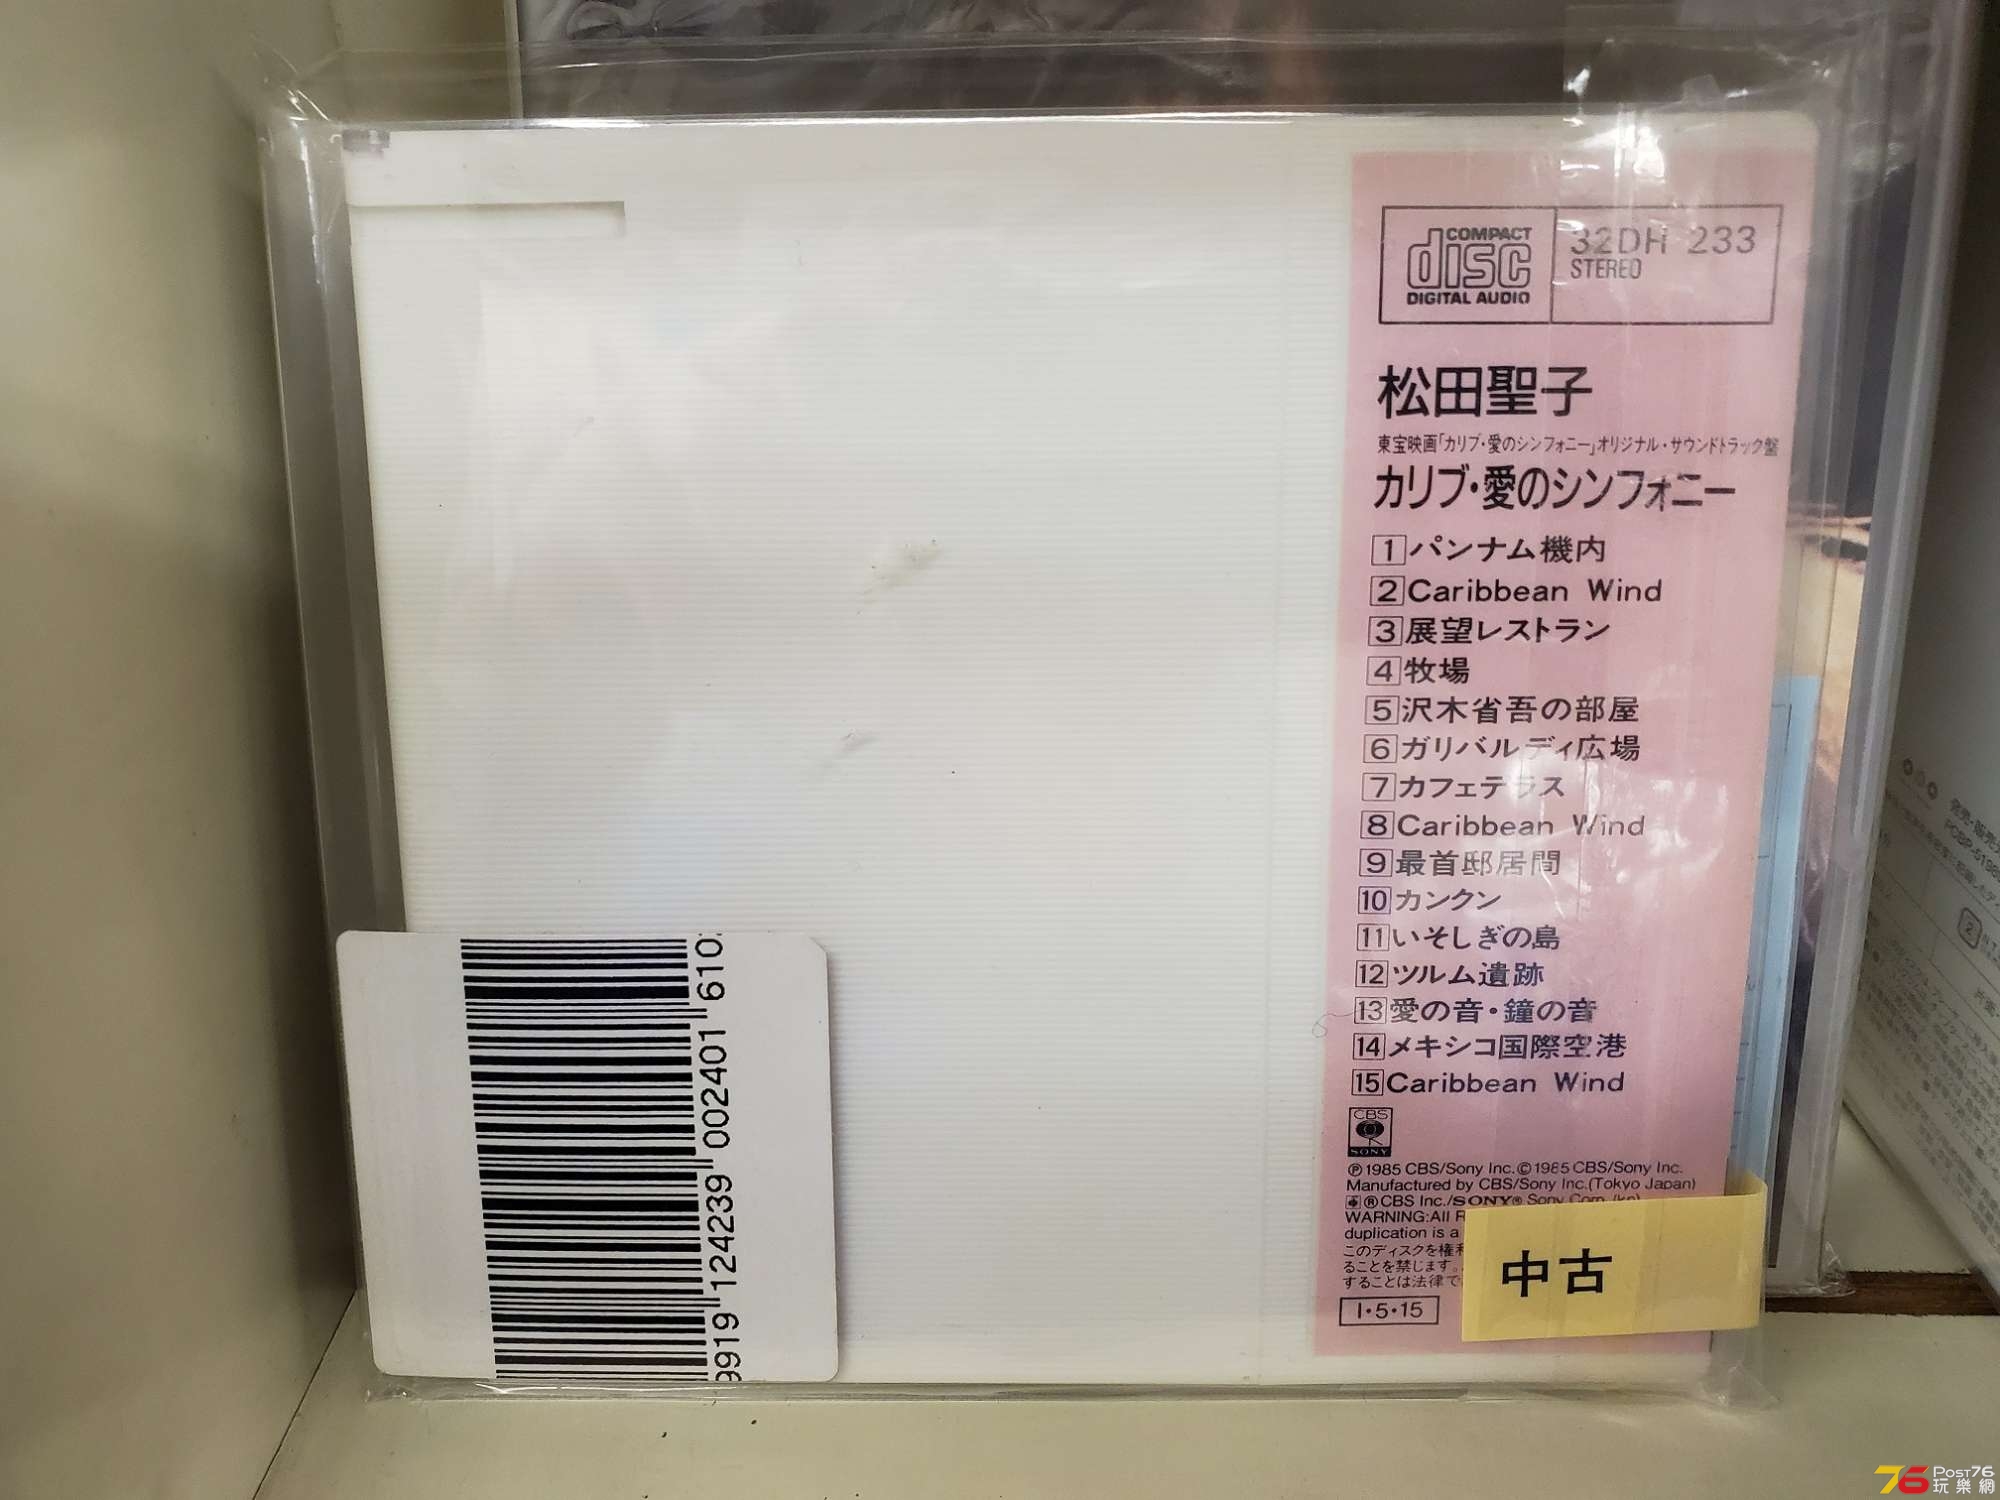 COMPACT
disc
DIGITAL AUDIO
32DH 233
STEREO
松田聖子
東宝映画「カリブ・愛のシンフォニー」オリジナル・サウンドトラック盤
カリブ・愛のシンフォニー
1 パンナム機内
2 Caribbean Wind
3 展望レストラン
4 牧場
5 沢木省吾の部屋
6 ガリバルディ広場
7 カフェテラス
8 Caribbean Wind
9 最首邸居間
10 カンクン
11 いそしぎの島
12 ツルム遺跡
13 愛の音・鐘の音
14 メキシコ国際空港
15 Caribbean Wind
CBS
SONY
Ⓟ1985 CBS/Sony Inc.©1985 CBS/Sony Inc.
Manufactured by CBS/Sony Inc.(Tokyo Japan)
®CBS Inc./SONY® Sony Corp.
WARNING:All
duplication is a
このディスクを権
ることを禁じます。
することは法律で
I・5・15
中古
9919 124239 002401 610
76 POST76
玩樂網